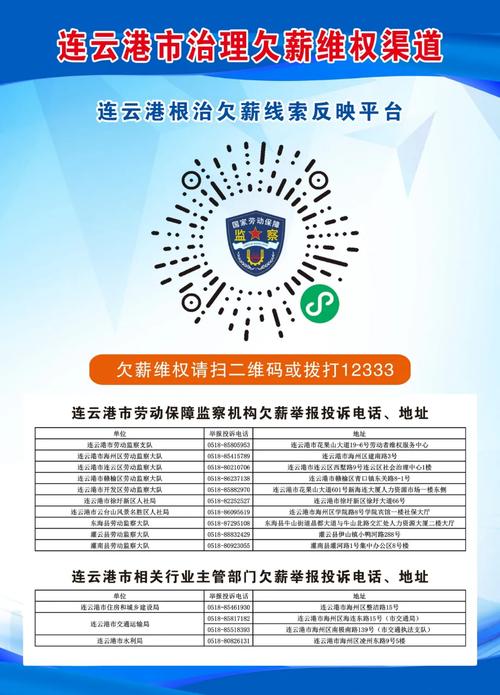 连云港市治理欠薪维权渠道
连云港根治欠薪线索反映平台
国家劳动保障
监察
欠薪维权请扫二维码或拨打12333
连云港市劳动保障监察机构欠薪举报投诉电话、地址
单位 举报投诉电话 地址
连云港市劳动监察支队 0518-85805953 连云港市花果山大道19-6号劳动者维权服务中心
连云港市海州区劳动监察大队 0518-85415789 连云港市海州区建南路3号
连云港市连云区劳动监察大队 0518-80210706 连云港市连云区西墅路9号连云区社会治理中心1楼
连云港市赣榆区劳动监察大队 0518-86237138 连云港市赣榆区青口镇东关路8-1号
连云港市开发区劳动监察大队 0518-85882970 连云港市花果山大道601号新海连大厦人力资源市场一楼东侧
连云港市徐圩新区人社局 0518-82252527 连云港市徐圩新区徐圩大道66号
连云港市云台山风景名胜区人社局 0518-86095619 连云港市海州区学院路8号学院宾馆一楼社保大厅
东海县劳动监察大队 0518-87295108 东海县牛山街道晶都大道与牛山北路交汇处人力资源大厦二楼大厅
灌云县劳动监察大队 0518-88832429 灌云县伊山镇小鸭河路288号
灌南县劳动监察大队 0518-80923055 灌南县灌河路1号集中办公区8号楼
连云港市相关行业主管部门欠薪举报投诉电话、地址
单位 举报投诉电话 地址
连云港市住房和城乡建设局 0518-85461930 连云港市海州区整洁路15号
连云港市交通运输局 0518-85817182 连云港市海州区海连东路15号（市交通局）
0518-85518393 连云港市海州区南极南路139号（市交通执法支队）
连云港市水利局 0518-80826131 连云港市海州区凌州东路9号5楼